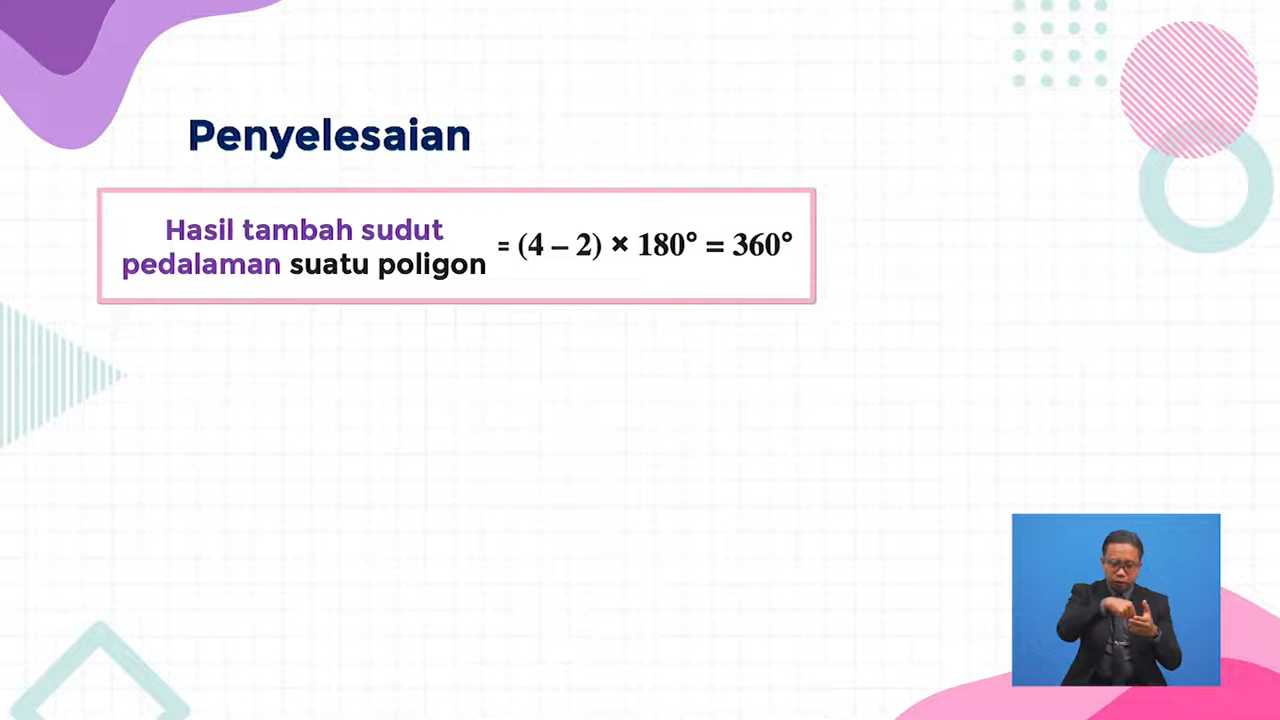 Penyelesaian
Hasil tambah sudut
pedalaman suatu poligon = (4 – 2) × 180° = 360°